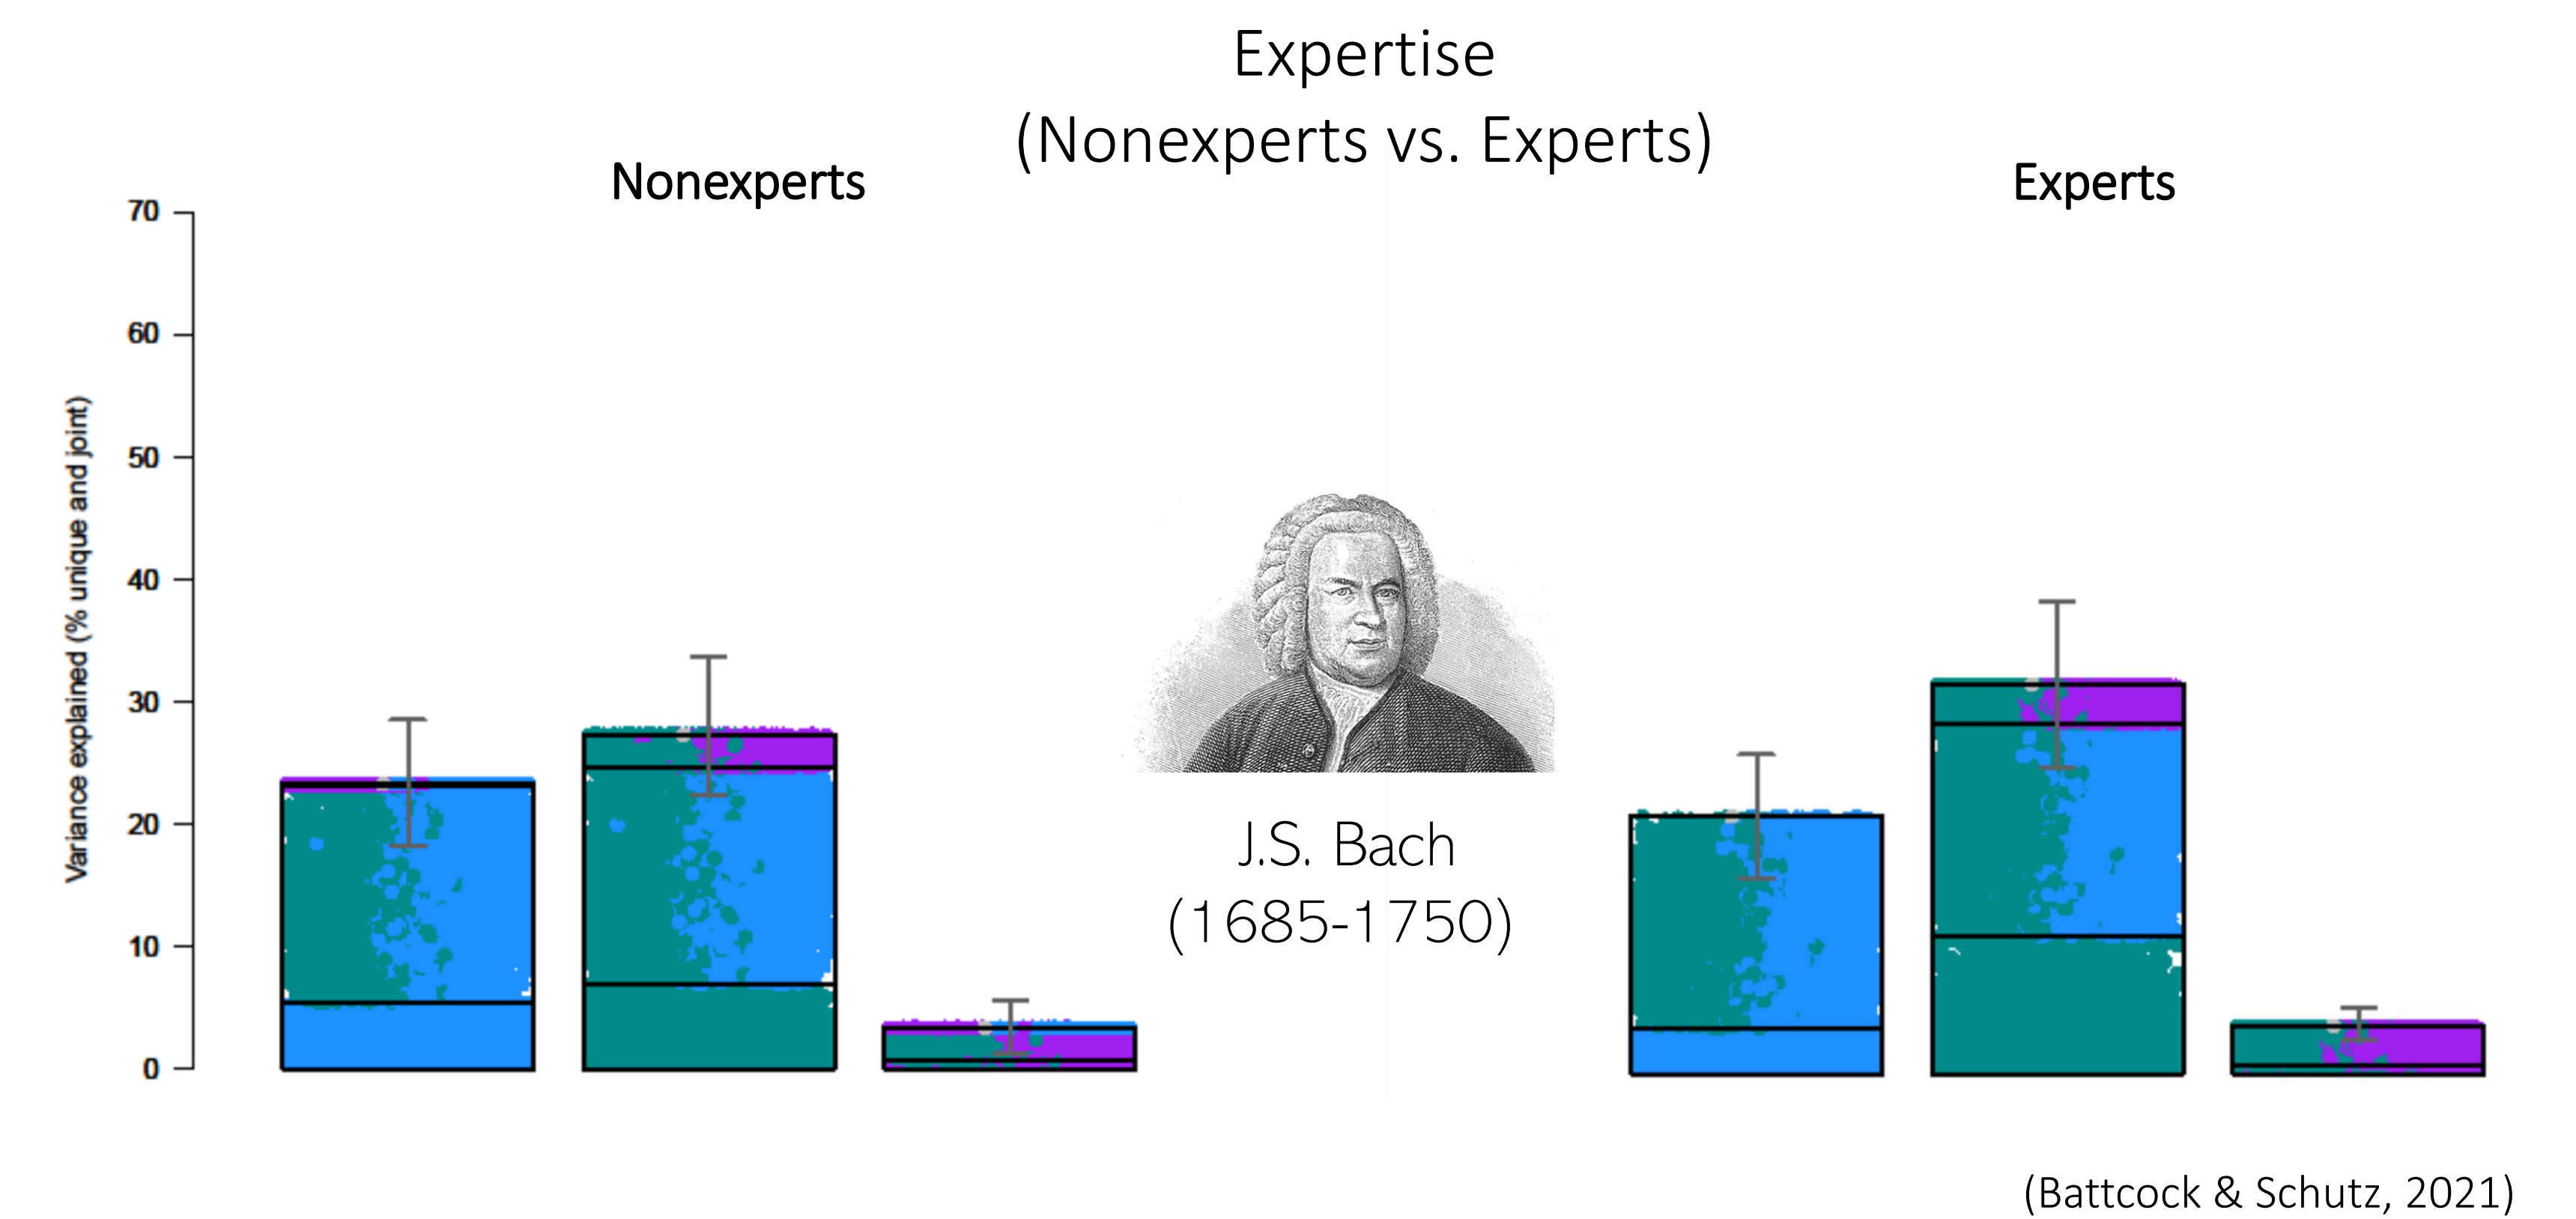 Expertise
(Nonexperts vs. Experts)
Nonexperts
Experts
70
60
50
40
30
20
10
0
Variance explained (% unique and joint)
J.S. Bach
(1685-1750)
(Battcock & Schutz, 2021)